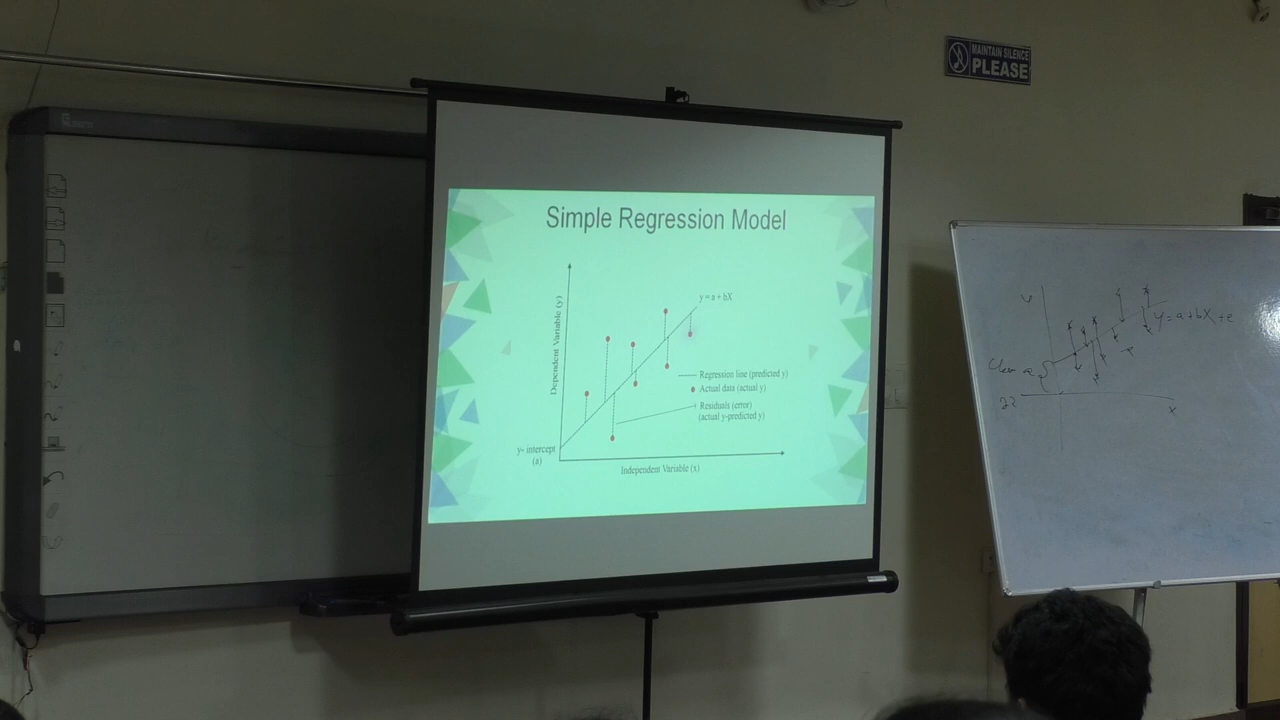 MAINTAIN SILENCE
PLEASE
Simple Regression Model
y = a + bX
Dependent Variable (y)
Regression line (predicted y)
Actual data (actual y)
Residuals (error)
(actual y-predicted y)
y- intercept
(a)
Independent Variable (x)
y = a + bX + e
x